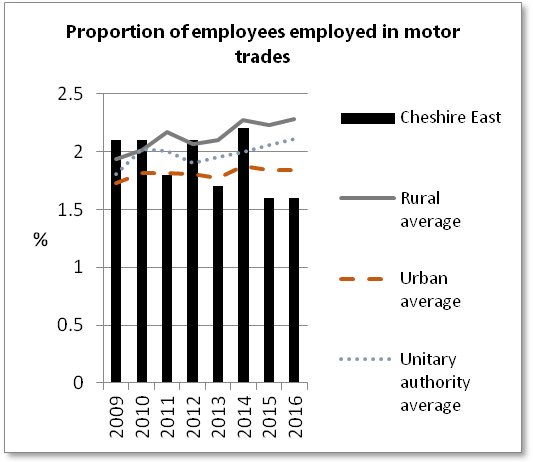 Proportion of employees employed in motor
trades
2.5
2
1.5
1
0.5
0
%
2009
2010
2011
2012
2013
2014
2015
2016
Cheshire East
Rural
average
Urban
average
Unitary
authority
average